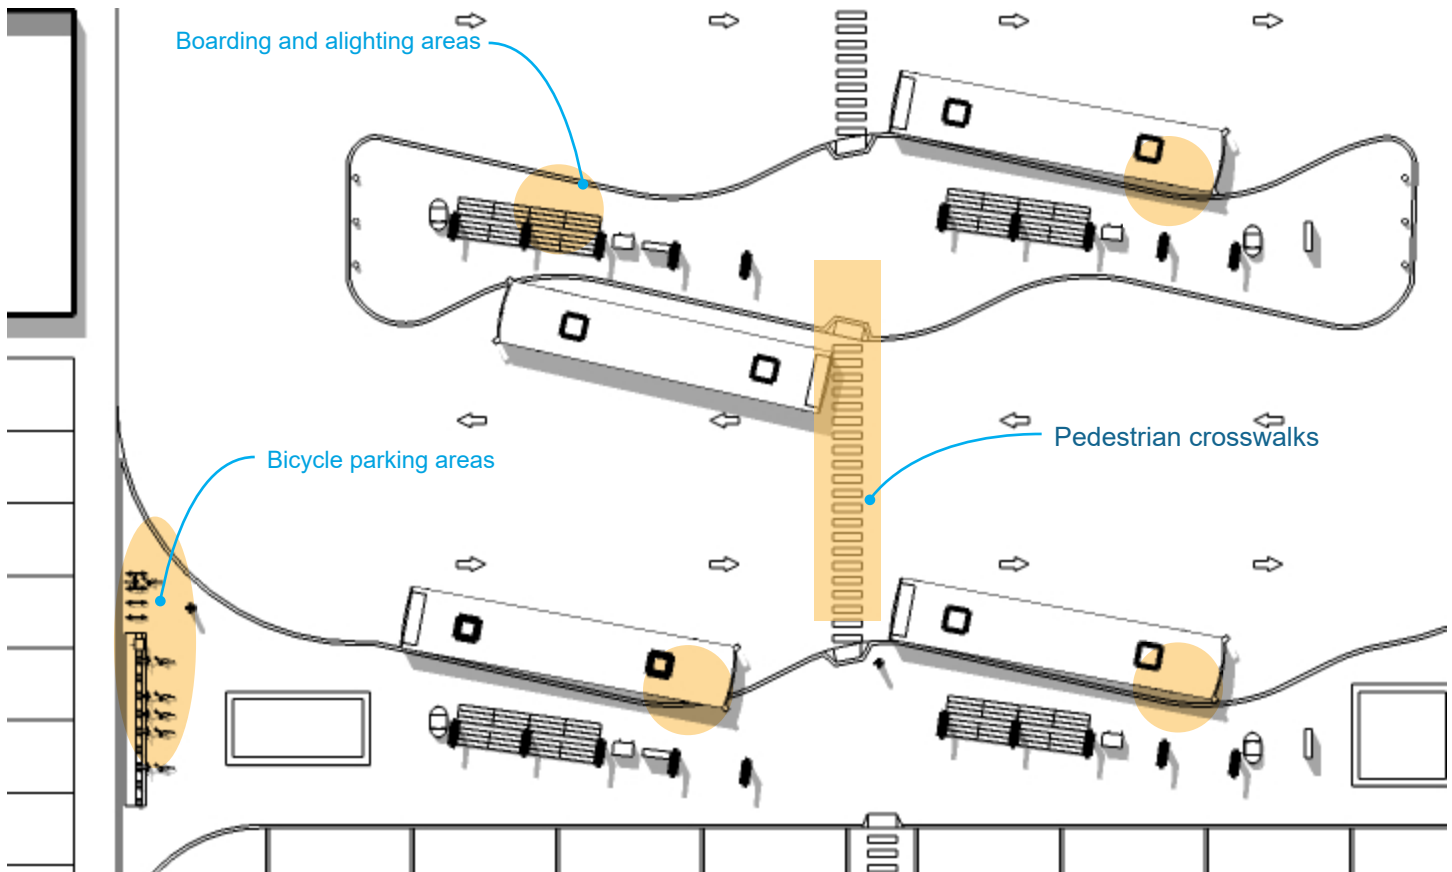 Boarding and alighting areas
Pedestrian crosswalks
Bicycle parking areas